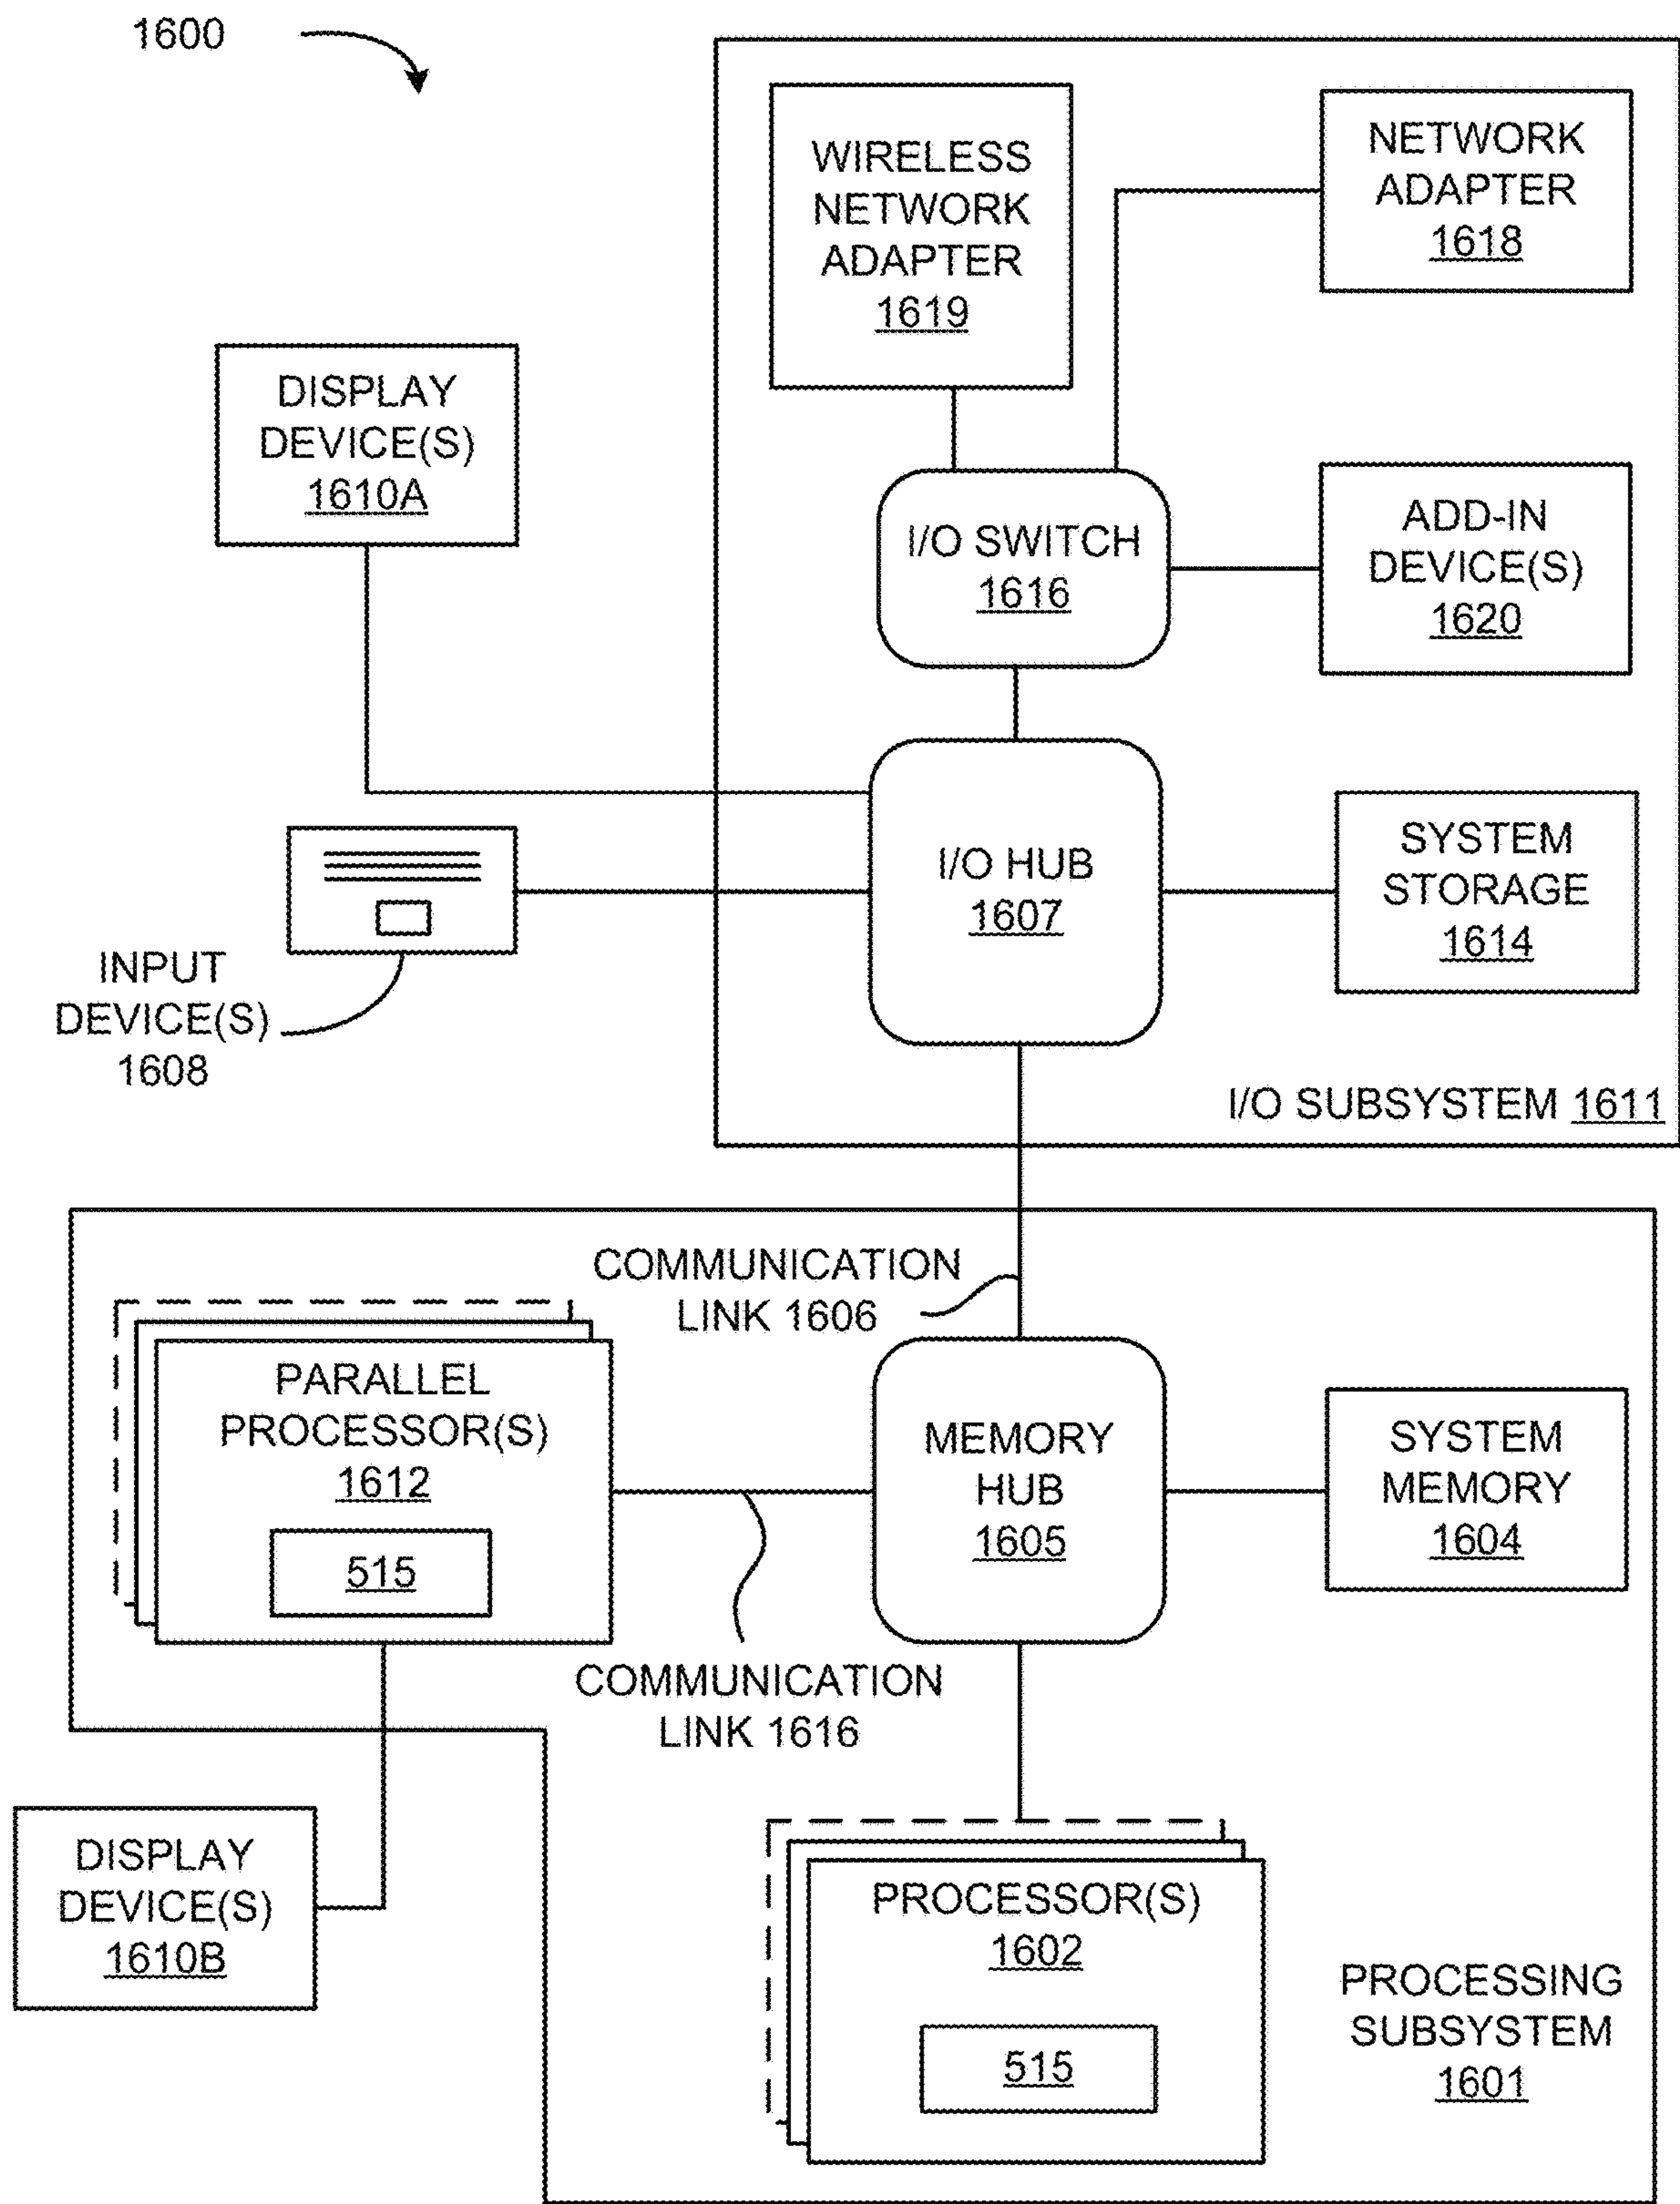 1600
WIRELESS
NETWORK
ADAPTER
1619
NETWORK
ADAPTER
1618
DISPLAY
DEVICE(S)
1610A
I/O SWITCH
1616
ADD-IN
DEVICE(S)
1620
I/O HUB
1607
SYSTEM
STORAGE
1614
INPUT
DEVICE(S)
1608
I/O SUBSYSTEM 1611
COMMUNICATION
LINK 1606
PARALLEL
PROCESSOR(S)
1612
515
MEMORY
HUB
1605
SYSTEM
MEMORY
1604
COMMUNICATION
LINK 1616
DISPLAY
DEVICE(S)
1610B
PROCESSOR(S)
1602
515
PROCESSING
SUBSYSTEM
1601